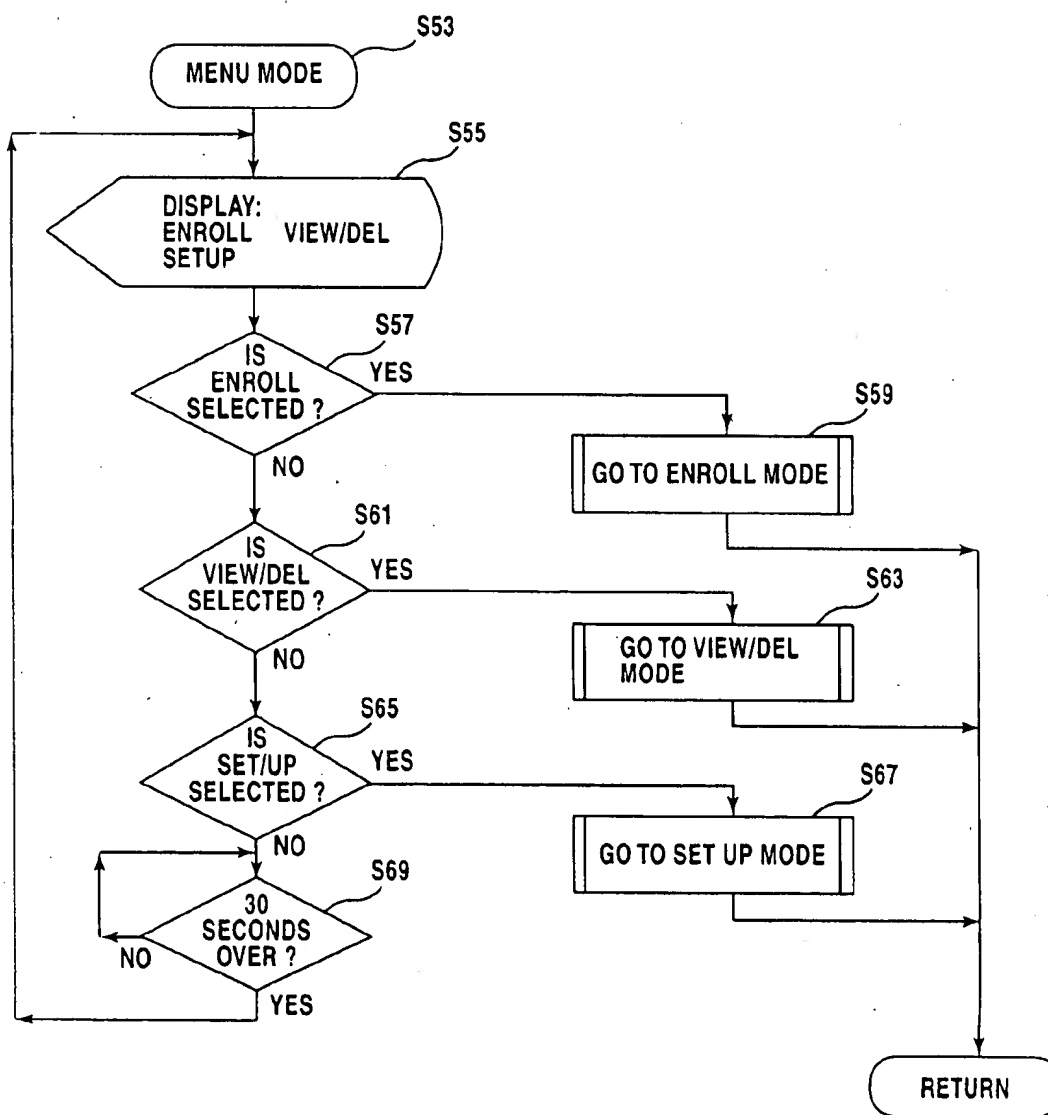 S53
MENU MODE
S55
DISPLAY:
ENROLL VIEW/DEL
SETUP
S57
IS
ENROLL
SELECTED ?
YES
NO
S59
GO TO ENROLL MODE
S61
IS
VIEW/DEL
SELECTED ?
YES
NO
S63
GO TO VIEW/DEL
MODE
S65
IS
SET/UP
SELECTED ?
YES
NO
S67
GO TO SET UP MODE
S69
30
SECONDS
OVER ?
NO
YES
RETURN